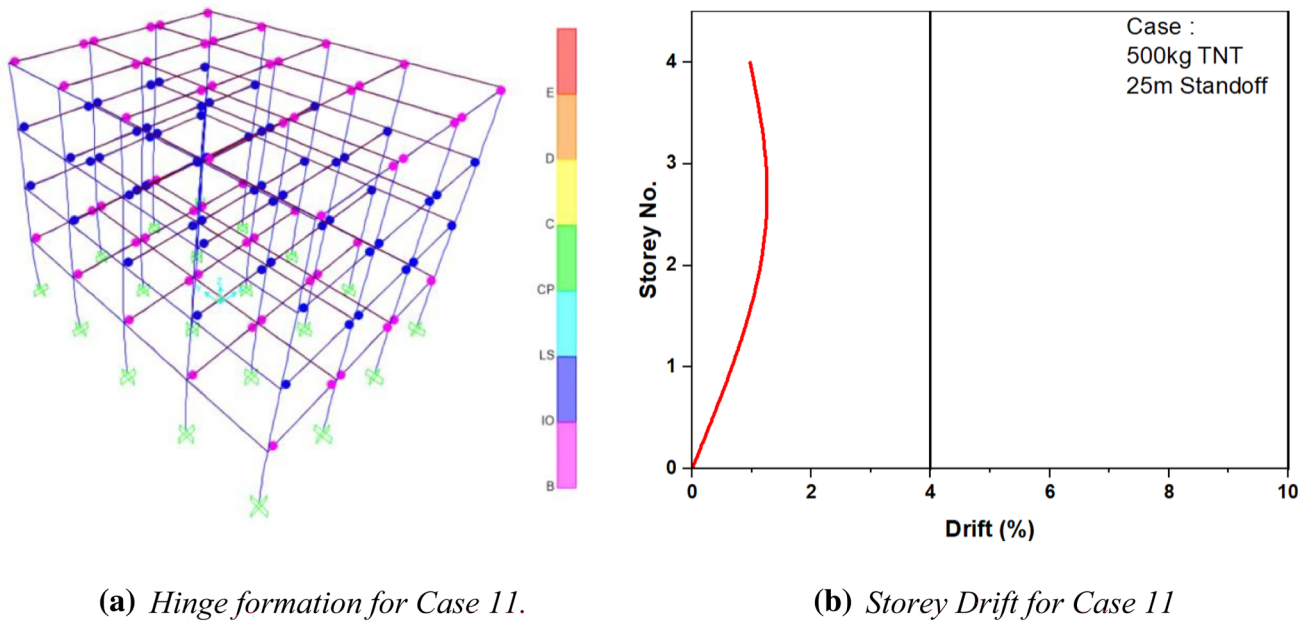 E
D
C
CP
LS
IO
B
Case :
500kg TNT
25m Standoff
Storey No.
4
3
2
1
0
0 2 4 6 8 10
Drift (%)
(a) Hinge formation for Case 11.
(b) Storey Drift for Case 11